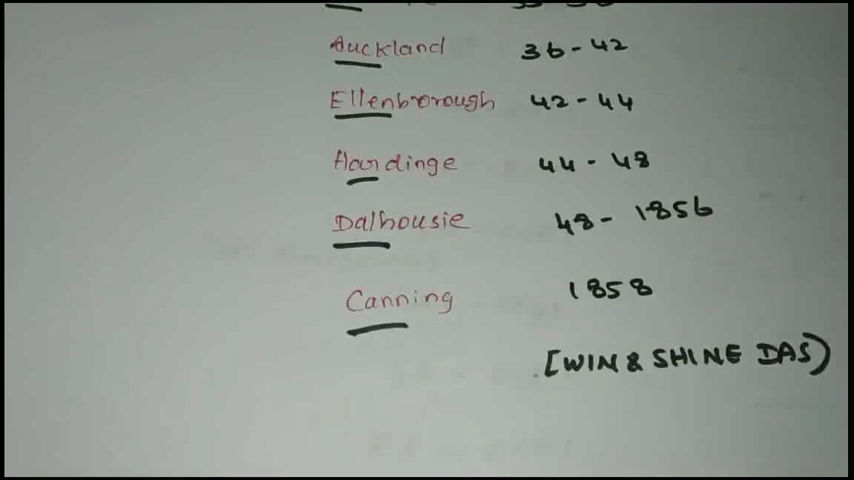 Auckland 36-42
Ellenbrorough 42-44
Hardinge 44-48
Dalhousie 48-1856
Canning 1858
[WIN & SHINE DAS)